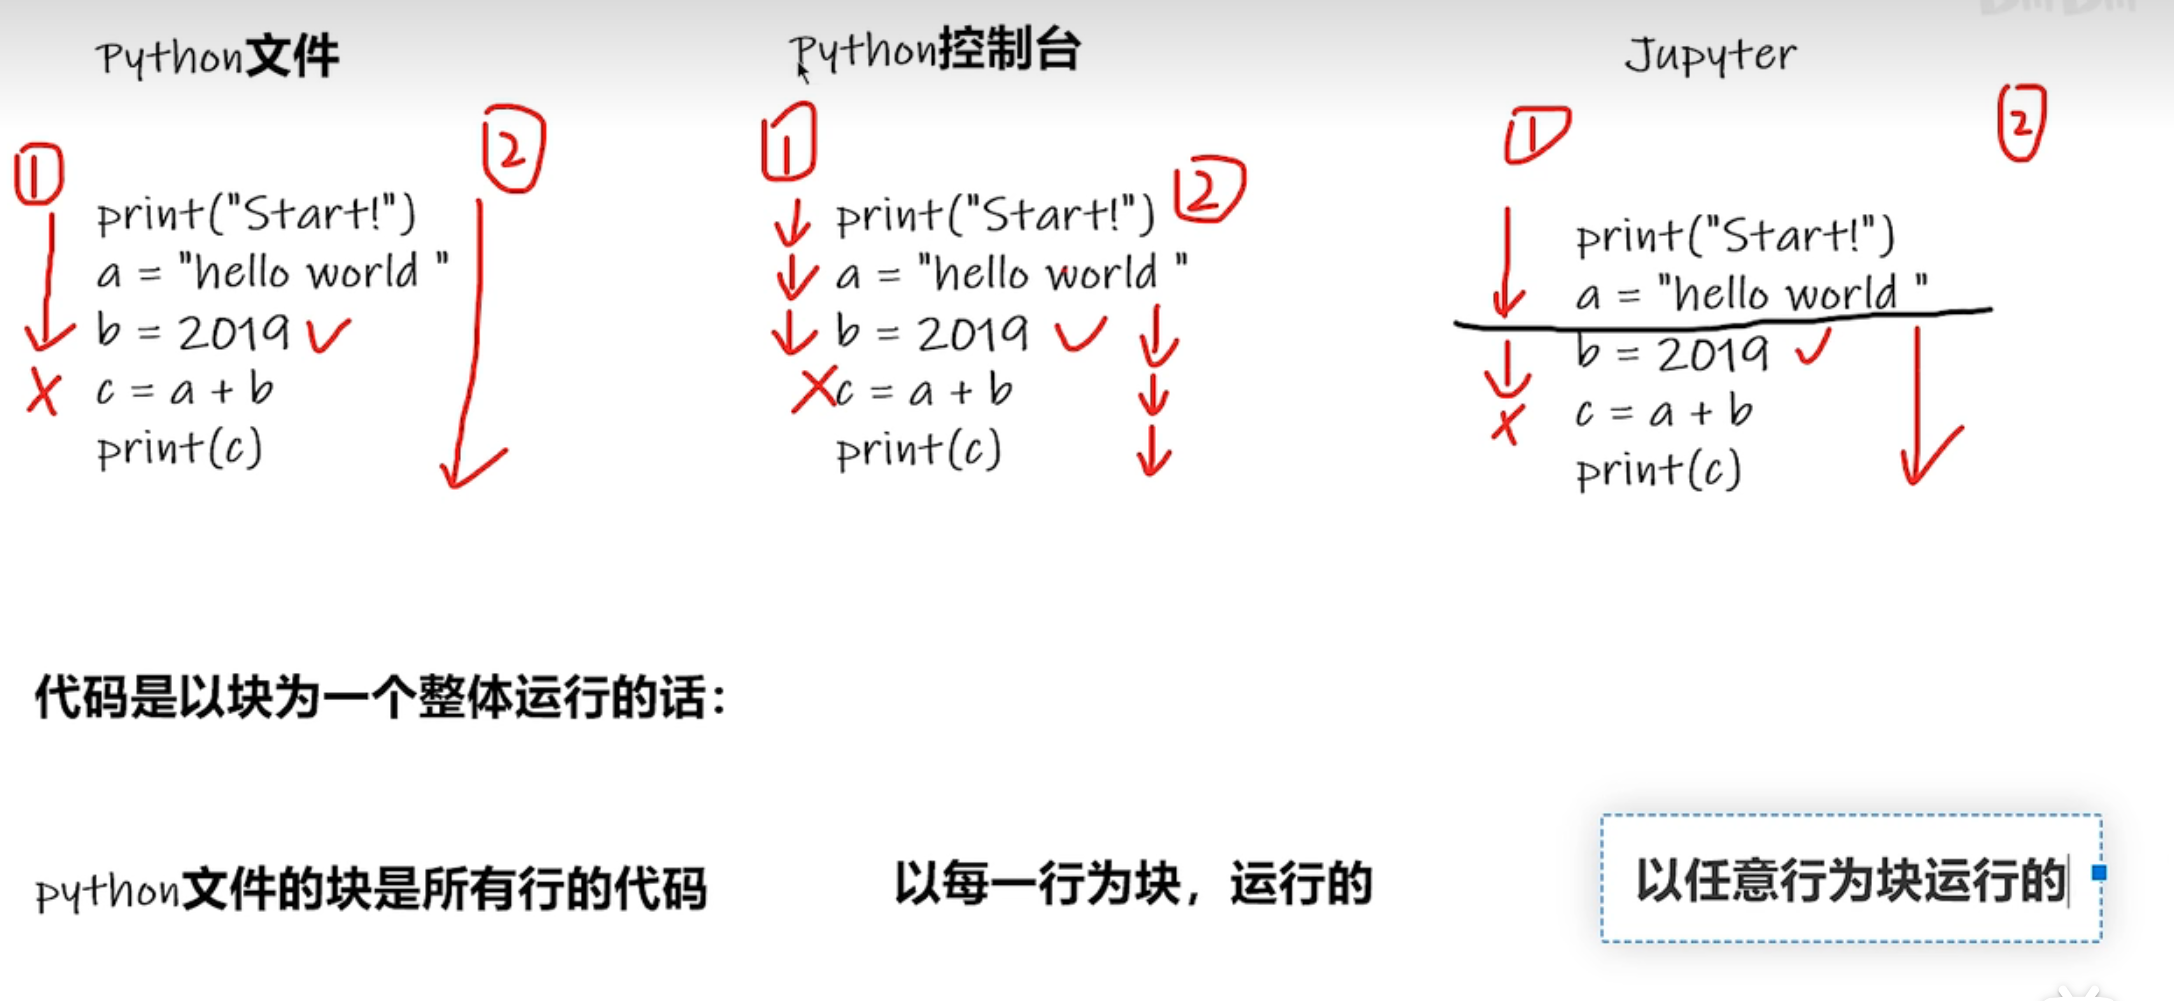 Python文件
①
②
print("Start!")
a = "hello world "
b = 2019
c = a + b
print(c)
Python控制台
①
②
print("Start!")
a = "hello world "
b = 2019
c = a + b
print(c)
Jupyter
①
②
print("Start!")
a = "hello world "
b = 2019
c = a + b
print(c)
代码是以块为一个整体运行的话：
python文件的块是所有行的代码
以每一行为块，运行的
以任意行为块运行的